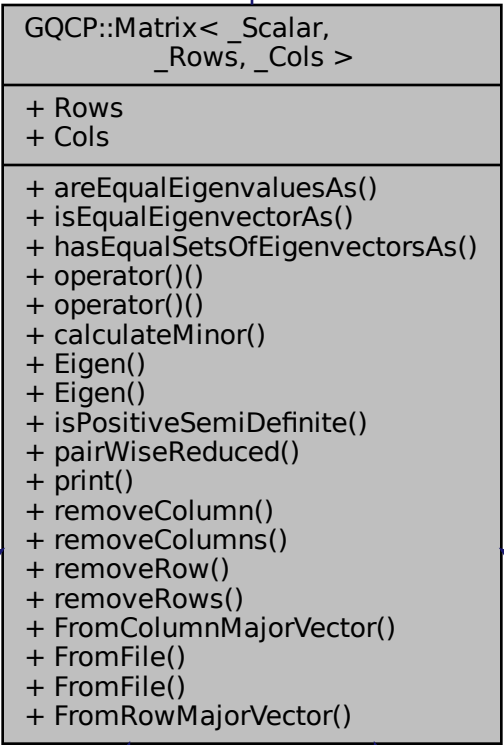 GQCP::Matrix< _Scalar,
_Rows, _Cols >
+ Rows
+ Cols
+ areEqualEigenvaluesAs()
+ isEqualEigenvectorAs()
+ hasEqualSetsOfEigenvectorsAs()
+ operator()()
+ operator()()
+ calculateMinor()
+ Eigen()
+ Eigen()
+ isPositiveSemiDefinite()
+ pairWiseReduced()
+ print()
+ removeColumn()
+ removeColumns()
+ removeRow()
+ removeRows()
+ FromColumnMajorVector()
+ FromFile()
+ FromFile()
+ FromRowMajorVector()